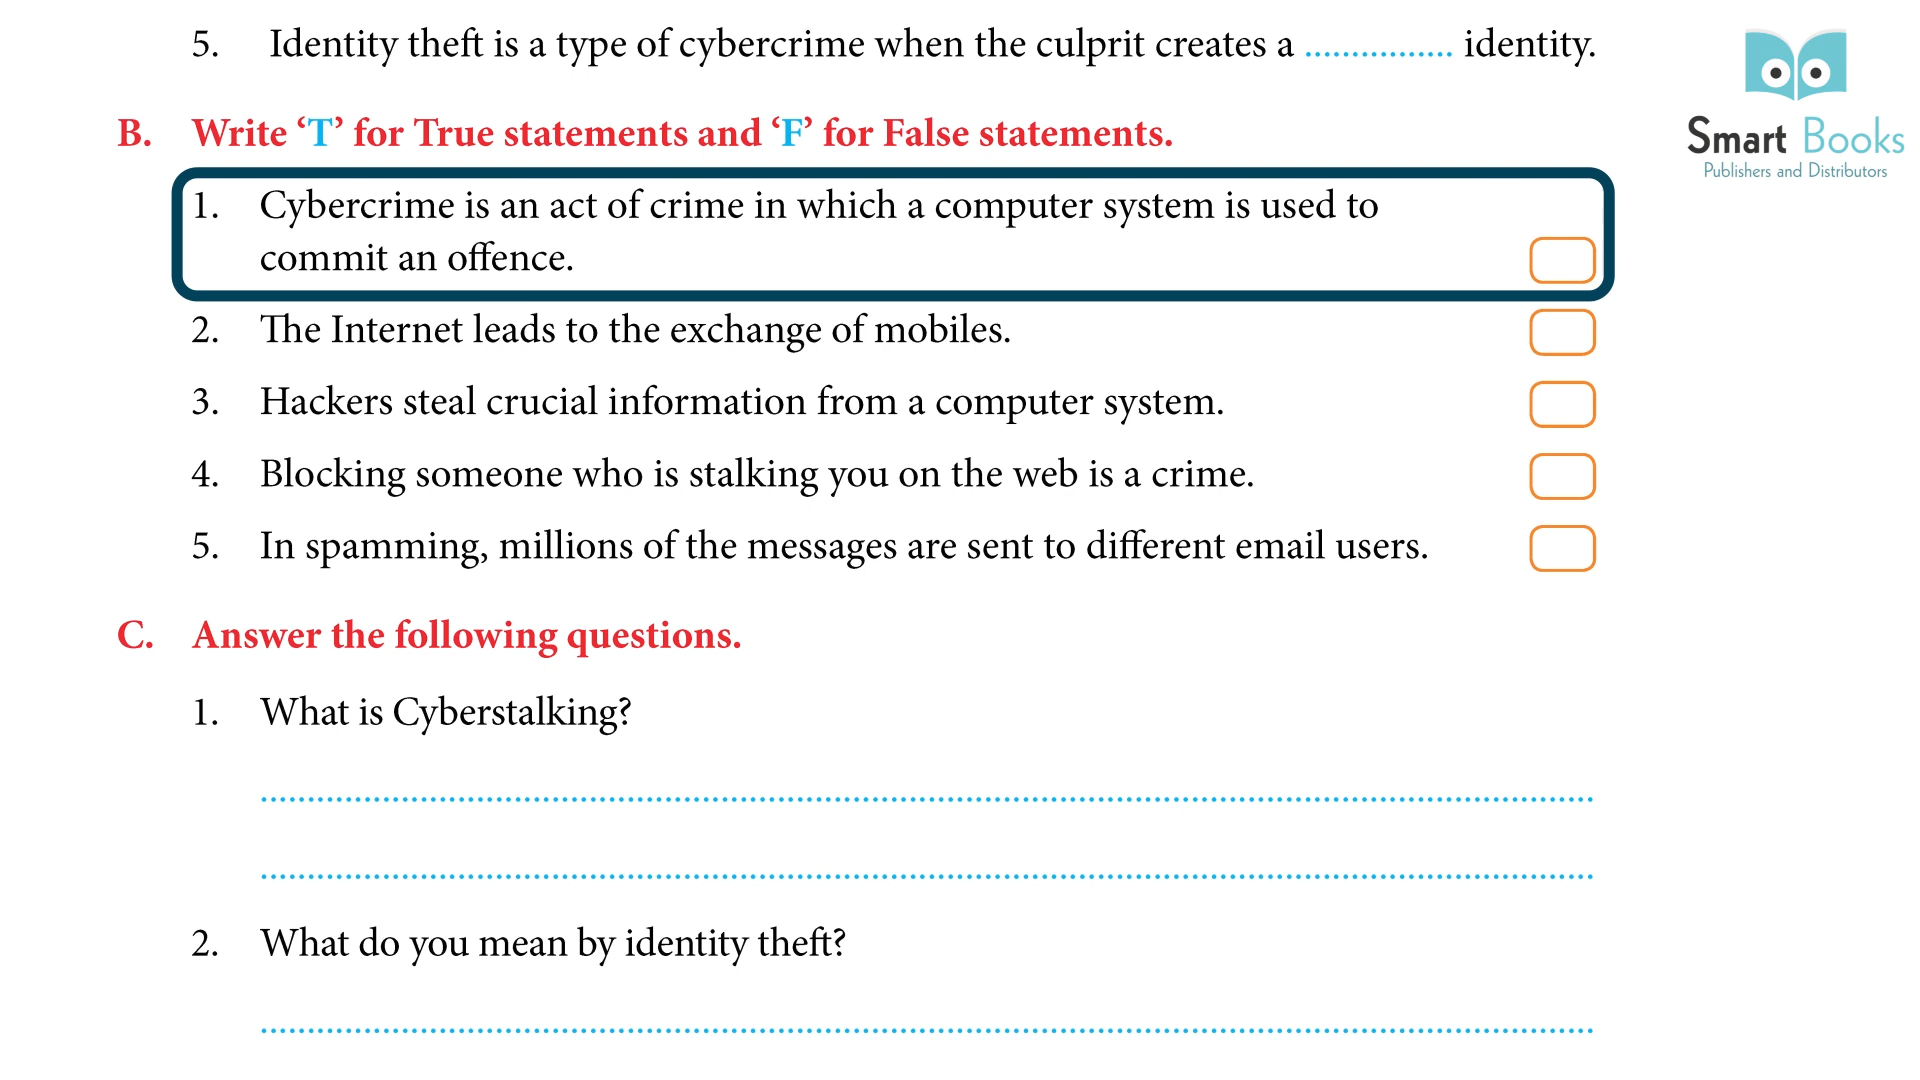 5. Identity theft is a type of cybercrime when the culprit creates a ................ identity.
Smart Books
Publishers and Distributors
B. Write ‘T’ for True statements and ‘F’ for False statements.
1. Cybercrime is an act of crime in which a computer system is used to
commit an offence.
2. The Internet leads to the exchange of mobiles.
3. Hackers steal crucial information from a computer system.
4. Blocking someone who is stalking you on the web is a crime.
5. In spamming, millions of the messages are sent to different email users.
C. Answer the following questions.
1. What is Cyberstalking?
2. What do you mean by identity theft?